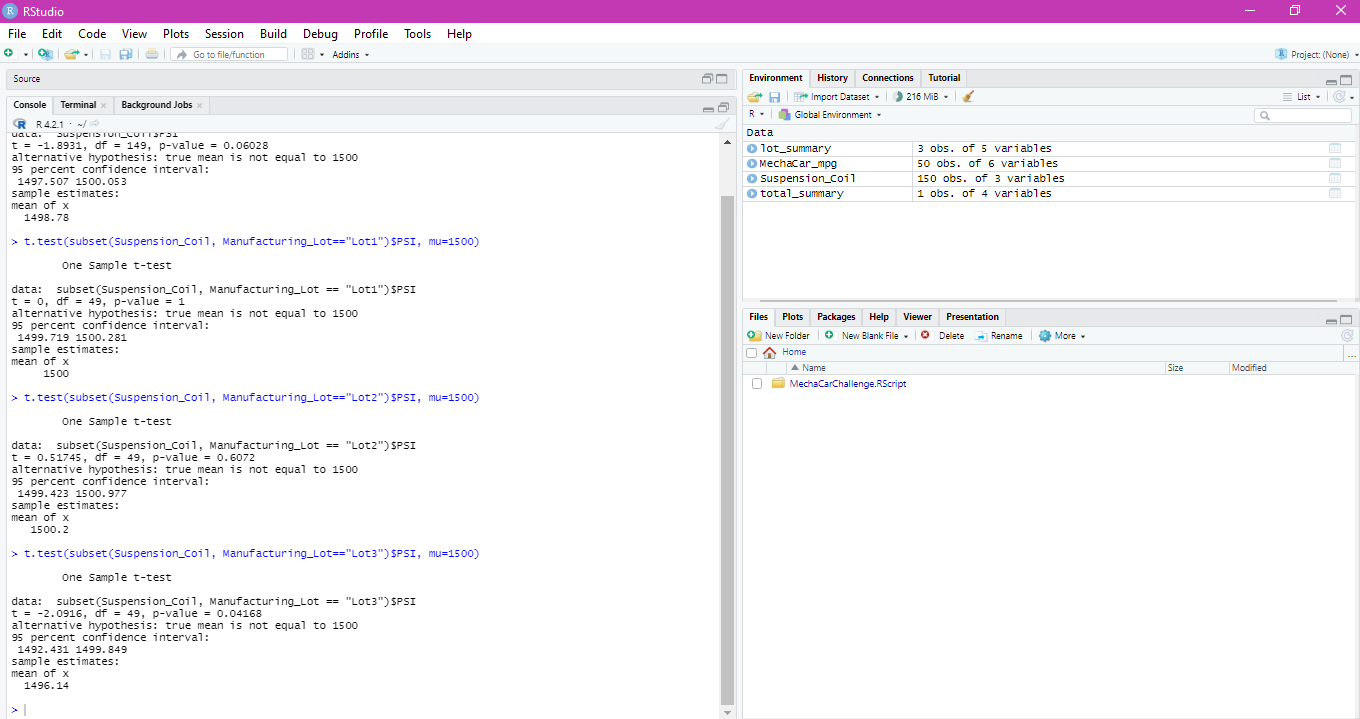 RStudio
File Edit Code View Plots Session Build Debug Profile Tools Help
Go to file/function Addins Project: (None)
Source
Console Terminal Background Jobs
R 4.2.1 · ~/
data:  Suspension_Coil$PSI
t = -1.8931, df = 149, p-value = 0.06028
alternative hypothesis: true mean is not equal to 1500
95 percent confidence interval:
 1497.507 1500.053
sample estimates:
mean of x
  1498.78
> t.test(subset(Suspension_Coil, Manufacturing_Lot=="Lot1")$PSI, mu=1500)
One Sample t-test
data:  subset(Suspension_Coil, Manufacturing_Lot == "Lot1")$PSI
t = 0, df = 49, p-value = 1
alternative hypothesis: true mean is not equal to 1500
95 percent confidence interval:
 1499.719 1500.281
sample estimates:
mean of x
     1500
> t.test(subset(Suspension_Coil, Manufacturing_Lot=="Lot2")$PSI, mu=1500)
One Sample t-test
data:  subset(Suspension_Coil, Manufacturing_Lot == "Lot2")$PSI
t = 0.51745, df = 49, p-value = 0.6072
alternative hypothesis: true mean is not equal to 1500
95 percent confidence interval:
 1499.423 1500.977
sample estimates:
mean of x
   1500.2
> t.test(subset(Suspension_Coil, Manufacturing_Lot=="Lot3")$PSI, mu=1500)
One Sample t-test
data:  subset(Suspension_Coil, Manufacturing_Lot == "Lot3")$PSI
t = -2.0916, df = 49, p-value = 0.04168
alternative hypothesis: true mean is not equal to 1500
95 percent confidence interval:
 1492.431 1499.849
sample estimates:
mean of x
  1496.14
>
Environment History Connections Tutorial
Import Dataset 216 MiB List
R Global Environment
Data
lot_summary 3 obs. of 5 variables
MechaCar_mpg 50 obs. of 6 variables
Suspension_Coil 150 obs. of 3 variables
total_summary 1 obs. of 4 variables
Files Plots Packages Help Viewer Presentation
New Folder New Blank File Delete Rename More
Home ...
Name Size Modified
MechaCarChallenge.RScript